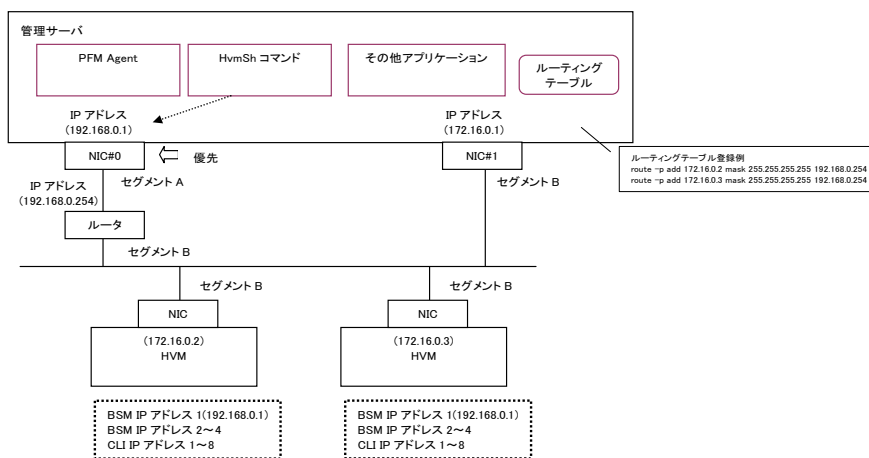 管理サーバ
PFM Agent
HvmSh コマンド
その他アプリケーション
ルーティング
テーブル
IP アドレス
(192.168.0.1)
IP アドレス
(172.16.0.1)
NIC#0
優先
NIC#1
ルーティングテーブル登録例
route -p add 172.16.0.2 mask 255.255.255.255 192.168.0.254
route -p add 172.16.0.3 mask 255.255.255.255 192.168.0.254
IP アドレス
(192.168.0.254)
セグメント A
セグメント B
ルータ
セグメント B
セグメント B
セグメント B
NIC
NIC
(172.16.0.2)
HVM
(172.16.0.3)
HVM
BSM IP アドレス 1(192.168.0.1)
BSM IP アドレス 2～4
CLI IP アドレス 1～8
BSM IP アドレス 1(192.168.0.1)
BSM IP アドレス 2～4
CLI IP アドレス 1～8